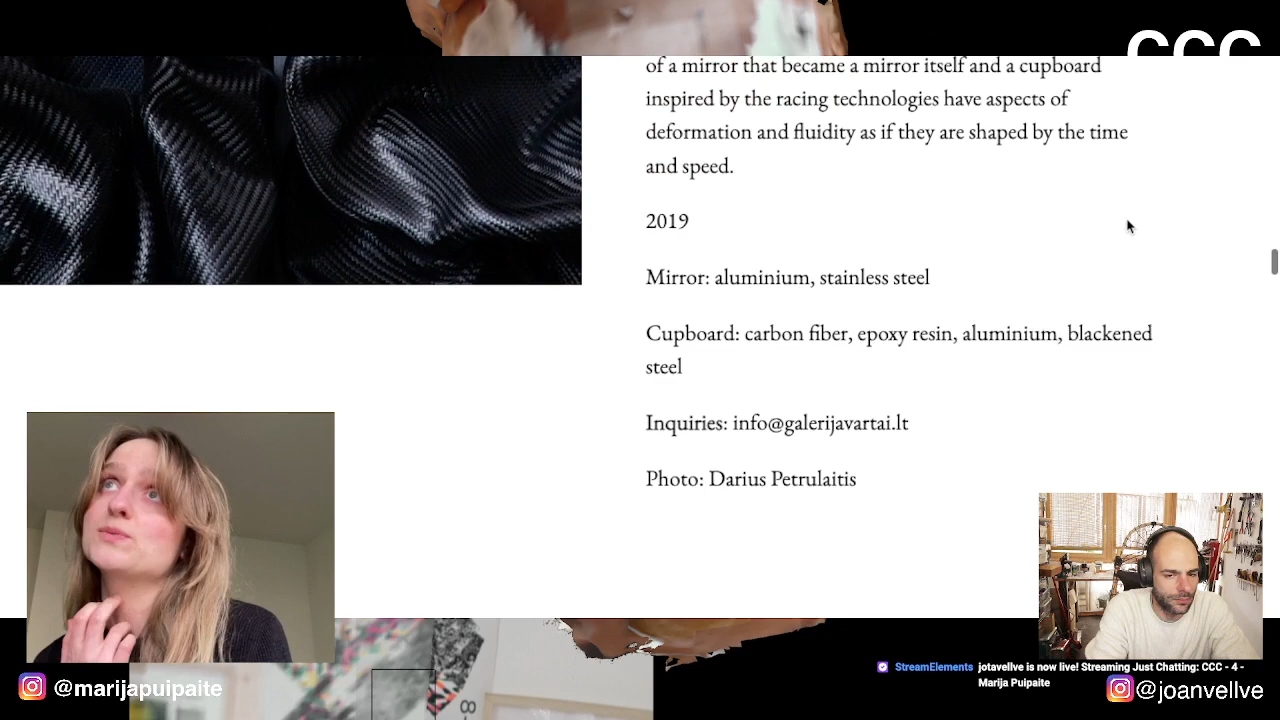 CCC
of a mirror that became a mirror itself and a cupboard
inspired by the racing technologies have aspects of
deformation and fluidity as if they are shaped by the time
and speed.
2019
Mirror: aluminium, stainless steel
Cupboard: carbon fiber, epoxy resin, aluminium, blackened
steel
Inquiries: info@galerijavartai.lt
Photo: Darius Petrulaitis
StreamElements jotavellve is now live! Streaming Just Chatting: CCC - 4 -
Marija Puipaite
@marijapuipaite
@joanvellve